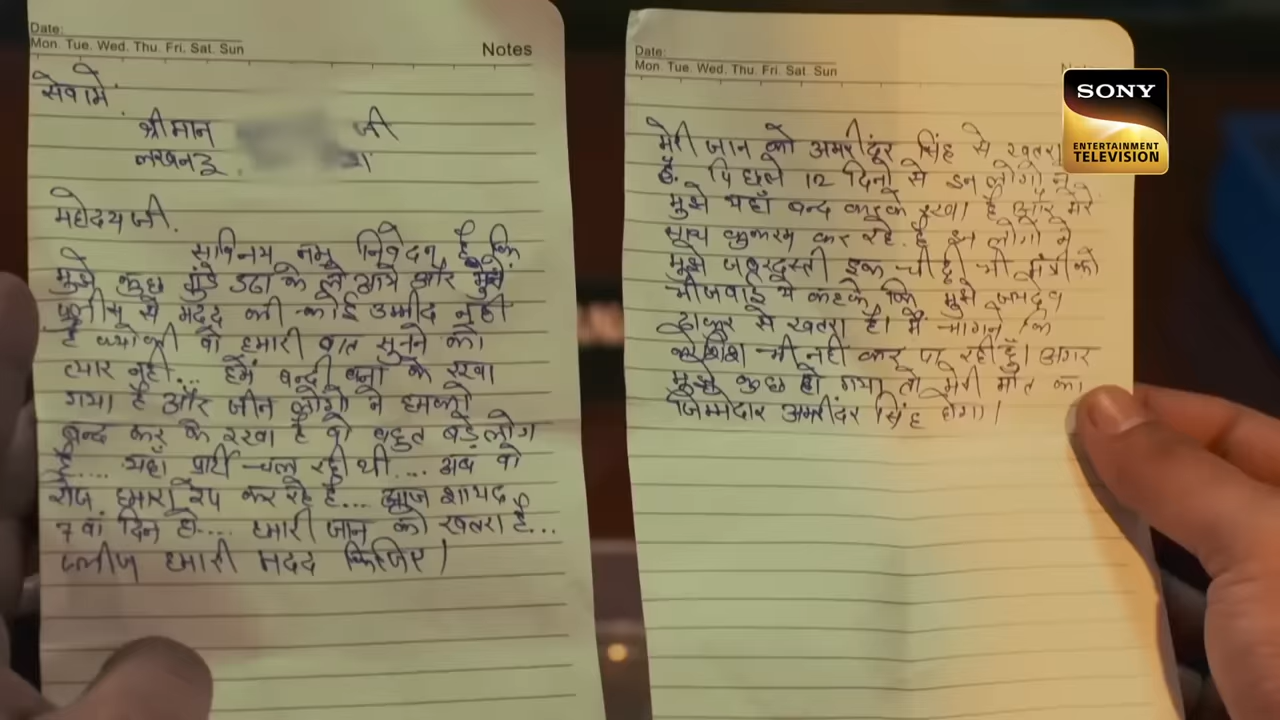 Date:
Mon. Tue. Wed. Thu. Fri. Sat. Sun
Notes
सेवामें
श्रीमान जी
लखनऊ
महोदय जी.
सविनय नम्र निवेदन है कि
मुझे कुछ गुंडे उठा के ले आये और मुझे
पुलीस से मदद की कोई उम्मीद नही
है क्योकी वो हमारी बात सुनने को
त्यार नही... हमें बन्दी बना के रखा
गया है और जीन लोगो ने हमको
बन्द कर के रखा है वो बहुत बड़े लोग
है..... यहाँ पार्टी चल रही थी.... अब वो
रोज हमारा रेप कर रहे है... आज शायद
7 वां दिन हो.... हमारी जान को खतरा है...
प्लीज हमारी मदद किजिए।
Date:
Mon. Tue. Wed. Thu. Fri. Sat. Sun
मेरी जान को अमरींदर सिंह से खतरा
है. पिछले 12 दिनो से इन लोगो ने
मुझे यहाँ बन्द करके रखा है और मेरे
साथ कुकरम कर रहे है इन लोगों ने
मुझे जबरदस्ती इक चीट्ठी भी मंत्री को
भीजवाई ये कहके कि मुझे जयदेव
ठाकुर से खतरा है। मैं भागने कि
कोशिश भी नही कर पा रही हुँ। अगर
मुझे कुछ हो गया तो मेरी मौत का
जिम्मेदार अमरींदर सिंह होगा।
SONY
ENTERTAINMENT
TELEVISION